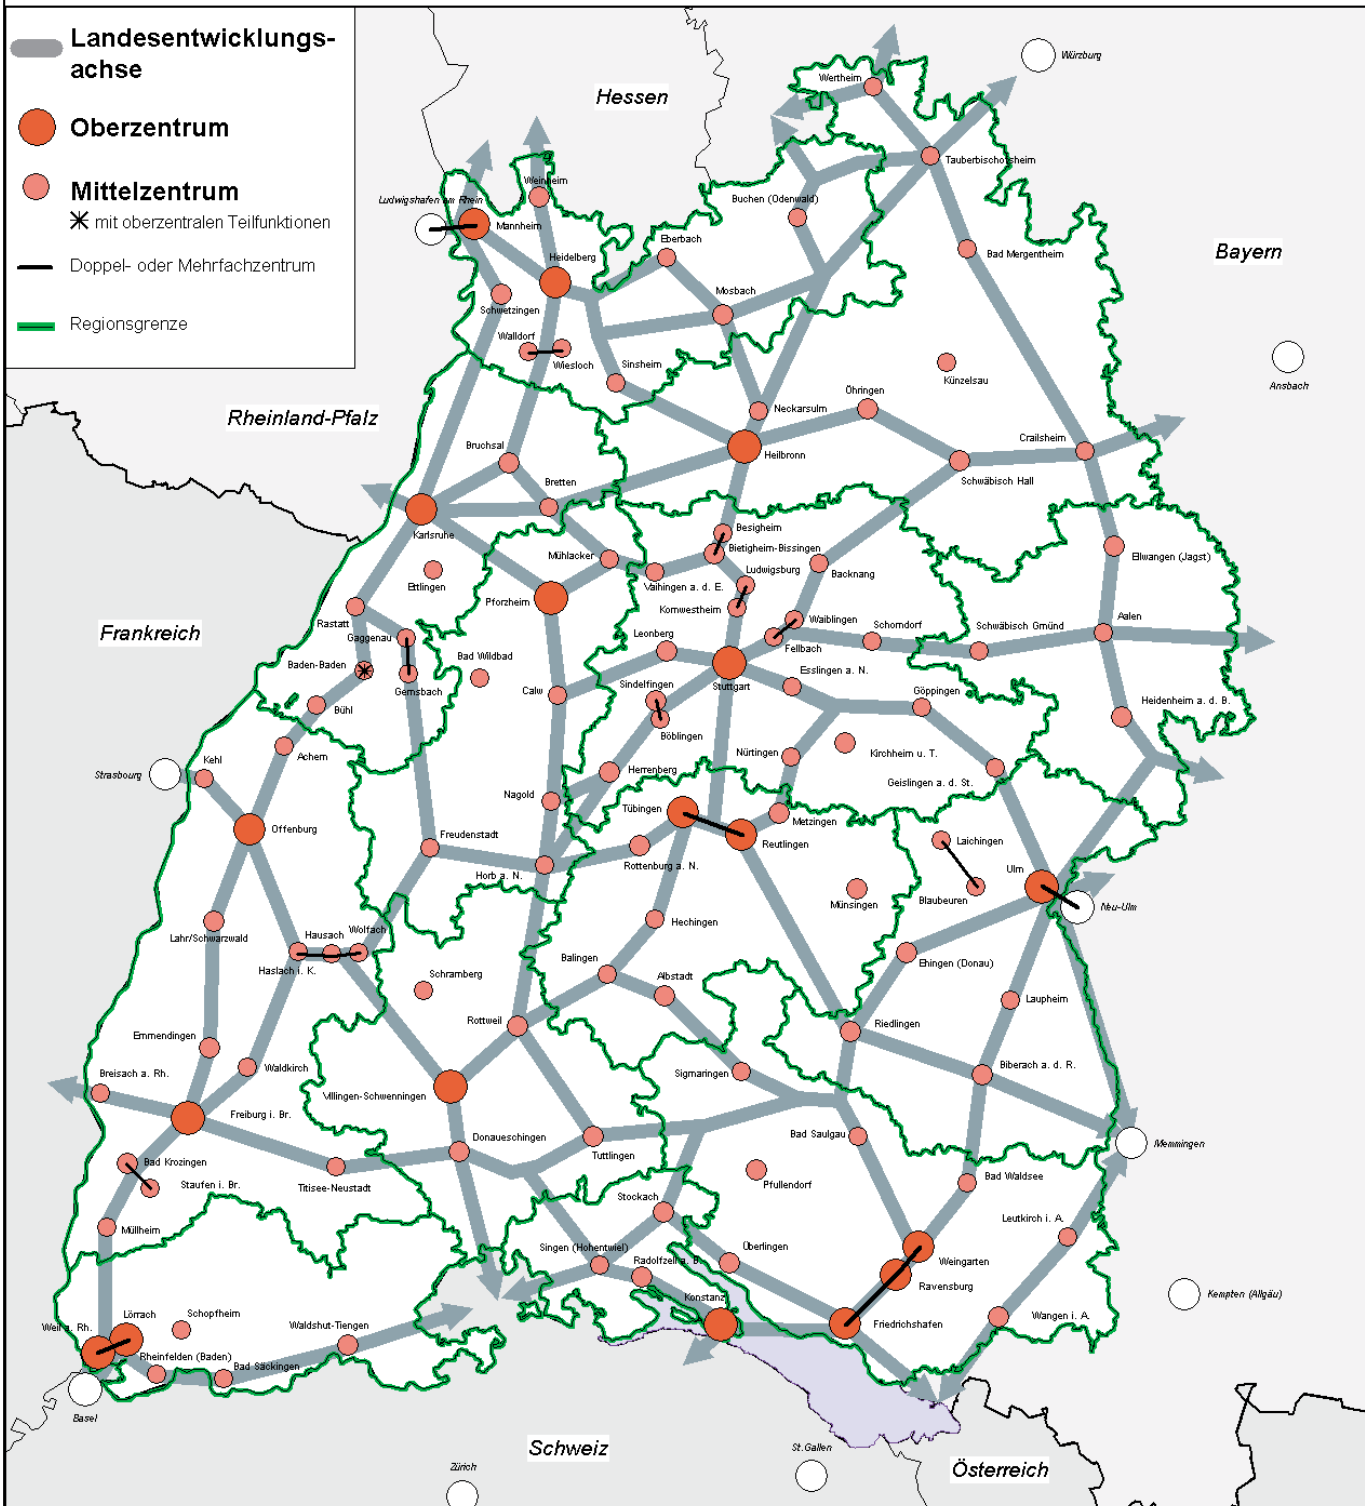 Landesentwicklungs-
achse
Oberzentrum
Mittelzentrum
mit oberzentralen Teilfunktionen
Doppel- oder Mehrfachzentrum
Regionsgrenze
Würzburg
Hessen
Wertheim
Tauberbischofsheim
Weinheim
Ludwigshafen am Rhein
Mannheim
Buchen (Odenwald)
Eberbach
Bad Mergentheim
Bayern
Heidelberg
Mosbach
Schwetzingen
Walldorf
Wiesloch
Sinsheim
Künzelsau
Ansbach
Öhringen
Neckarsulm
Rheinland-Pfalz
Bruchsal
Heilbronn
Crailsheim
Schwäbisch Hall
Bretten
Karlsruhe
Besigheim
Bietigheim-Bissingen
Mühlacker
Ellwangen (Jagst)
Backnang
Ludwigsburg
Vaihingen a. d. E.
Ettlingen
Pforzheim
Kornwestheim
Rastatt
Frankreich
Gaggenau
Leonberg
Waiblingen
Schorndorf
Schwäbisch Gmünd
Aalen
Fellbach
Bad Wildbad
Baden-Baden
Esslingen a. N.
Sindelfingen
Stuttgart
Gernsbach
Calw
Göppingen
Heidenheim a. d. B.
Bühl
Böblingen
Achern
Nürtingen
Kirchheim u. T.
Kehl
Strasbourg
Herrenberg
Geislingen a. d. St.
Nagold
Tübingen
Metzingen
Offenburg
Freudenstadt
Reutlingen
Laichingen
Rottenburg a. N.
Horb a. N.
Ulm
Münsingen
Blaubeuren
Neu-Ulm
Hechingen
Lahr/Schwarzwald
Hausach
Wolfach
Haslach i. K.
Balingen
Ehingen (Donau)
Schramberg
Albstadt
Laupheim
Rottweil
Riedlingen
Emmendingen
Waldkirch
Breisach a. Rh.
Sigmaringen
Biberach a. d. R.
Villingen-Schwenningen
Freiburg i. Br.
Donaueschingen
Bad Saulgau
Memmingen
Tuttlingen
Bad Krozingen
Staufen i. Br.
Titisee-Neustadt
Pfullendorf
Bad Waldsee
Stockach
Leutkirch i. A.
Müllheim
Singen (Hohentwiel)
Überlingen
Radolfzell a. B.
Weingarten
Ravensburg
Kempten (Allgäu)
Konstanz
Lörrach
Schopfheim
Waldshut-Tiengen
Friedrichshafen
Wangen i. A.
Weil a. Rh.
Rheinfelden (Baden)
Bad Säckingen
Basel
Schweiz
St.Gallen
Österreich
Zürich